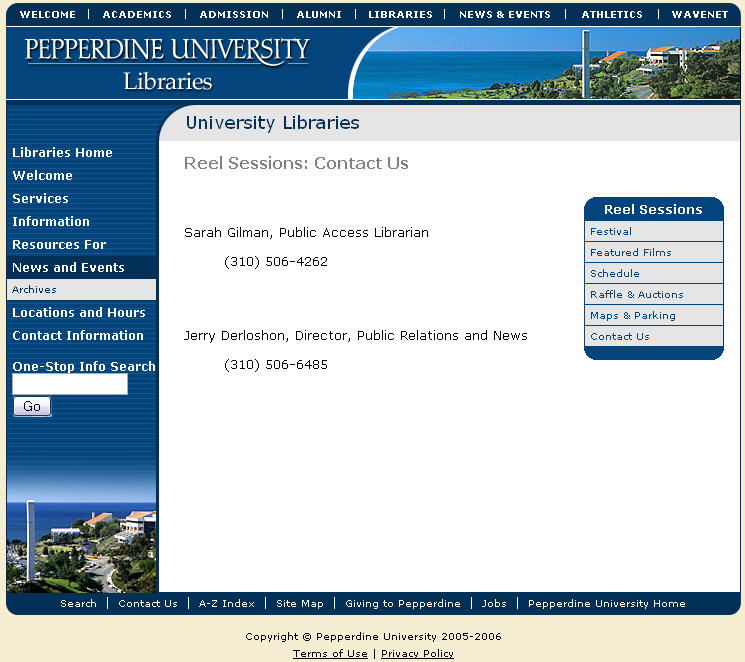 WELCOME | ACADEMICS | ADMISSION | ALUMNI | LIBRARIES | NEWS & EVENTS | ATHLETICS | WAVENET
PEPPERDINE UNIVERSITY
Libraries
University Libraries
Libraries Home
Welcome
Services
Information
Resources For
News and Events
Archives
Locations and Hours
Contact Information
One-Stop Info Search
Go
Reel Sessions: Contact Us
Sarah Gilman, Public Access Librarian
(310) 506-4262
Jerry Derloshon, Director, Public Relations and News
(310) 506-6485
Reel Sessions
Festival
Featured Films
Schedule
Raffle & Auctions
Maps & Parking
Contact Us
Search | Contact Us | A-Z Index | Site Map | Giving to Pepperdine | Jobs | Pepperdine University Home
Copyright © Pepperdine University 2005-2006
Terms of Use | Privacy Policy